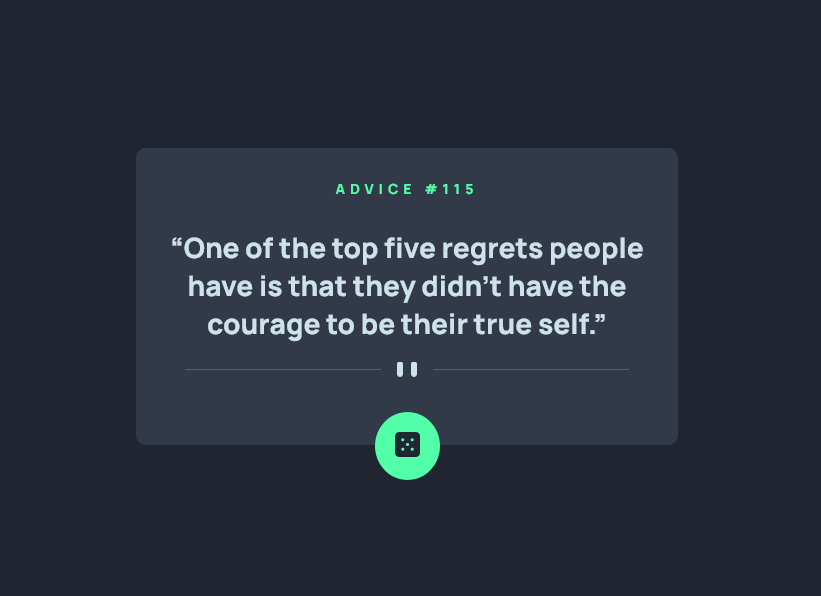 ADVICE #115
“One of the top five regrets people
have is that they didn’t have the
courage to be their true self.”